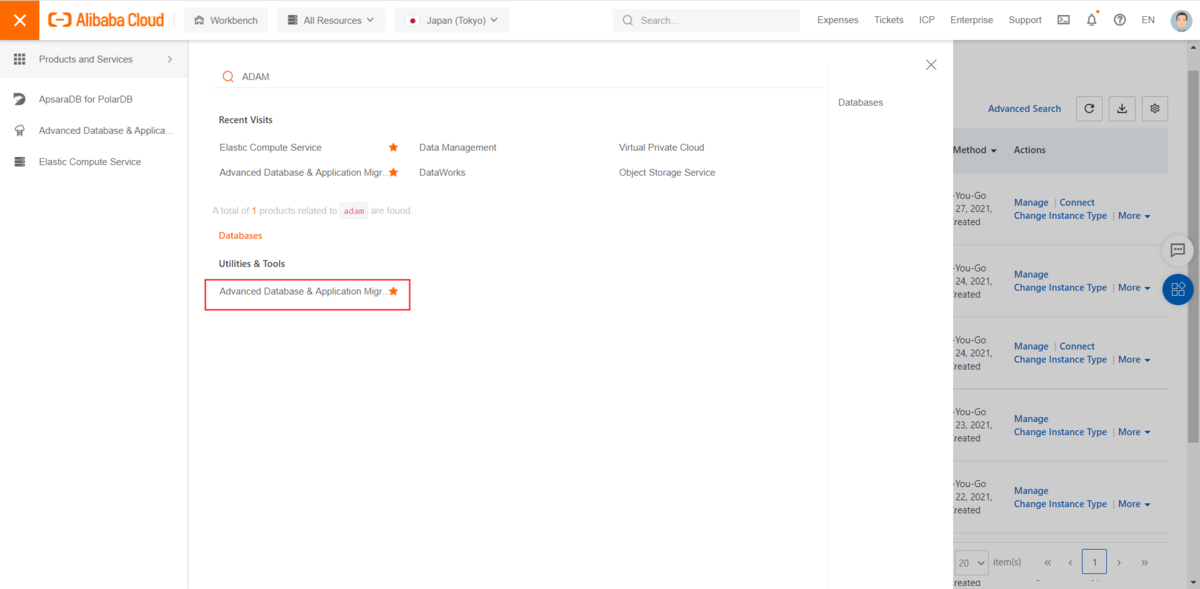 Alibaba Cloud
Workbench
All Resources
Japan (Tokyo)
Search...
Expenses
Tickets
ICP
Enterprise
Support
EN
Products and Services
ApsaraDB for PolarDB
Advanced Database & Applica...
Elastic Compute Service
ADAM
Recent Visits
Elastic Compute Service
Data Management
Virtual Private Cloud
Advanced Database & Application Migr...
DataWorks
Object Storage Service
A total of 1 products related to adam are found.
Databases
Utilities & Tools
Advanced Database & Application Migr...
Databases
Advanced Search
Method
Actions
-You-Go
27, 2021,
reated
Manage | Connect
Change Instance Type | More
-You-Go
24, 2021,
reated
Manage
Change Instance Type | More
-You-Go
24, 2021,
reated
Manage | Connect
Change Instance Type | More
-You-Go
23, 2021,
reated
Manage
Change Instance Type | More
-You-Go
22, 2021,
reated
Manage
Change Instance Type | More
20
item(s)
« ‹ 1 › »
reated